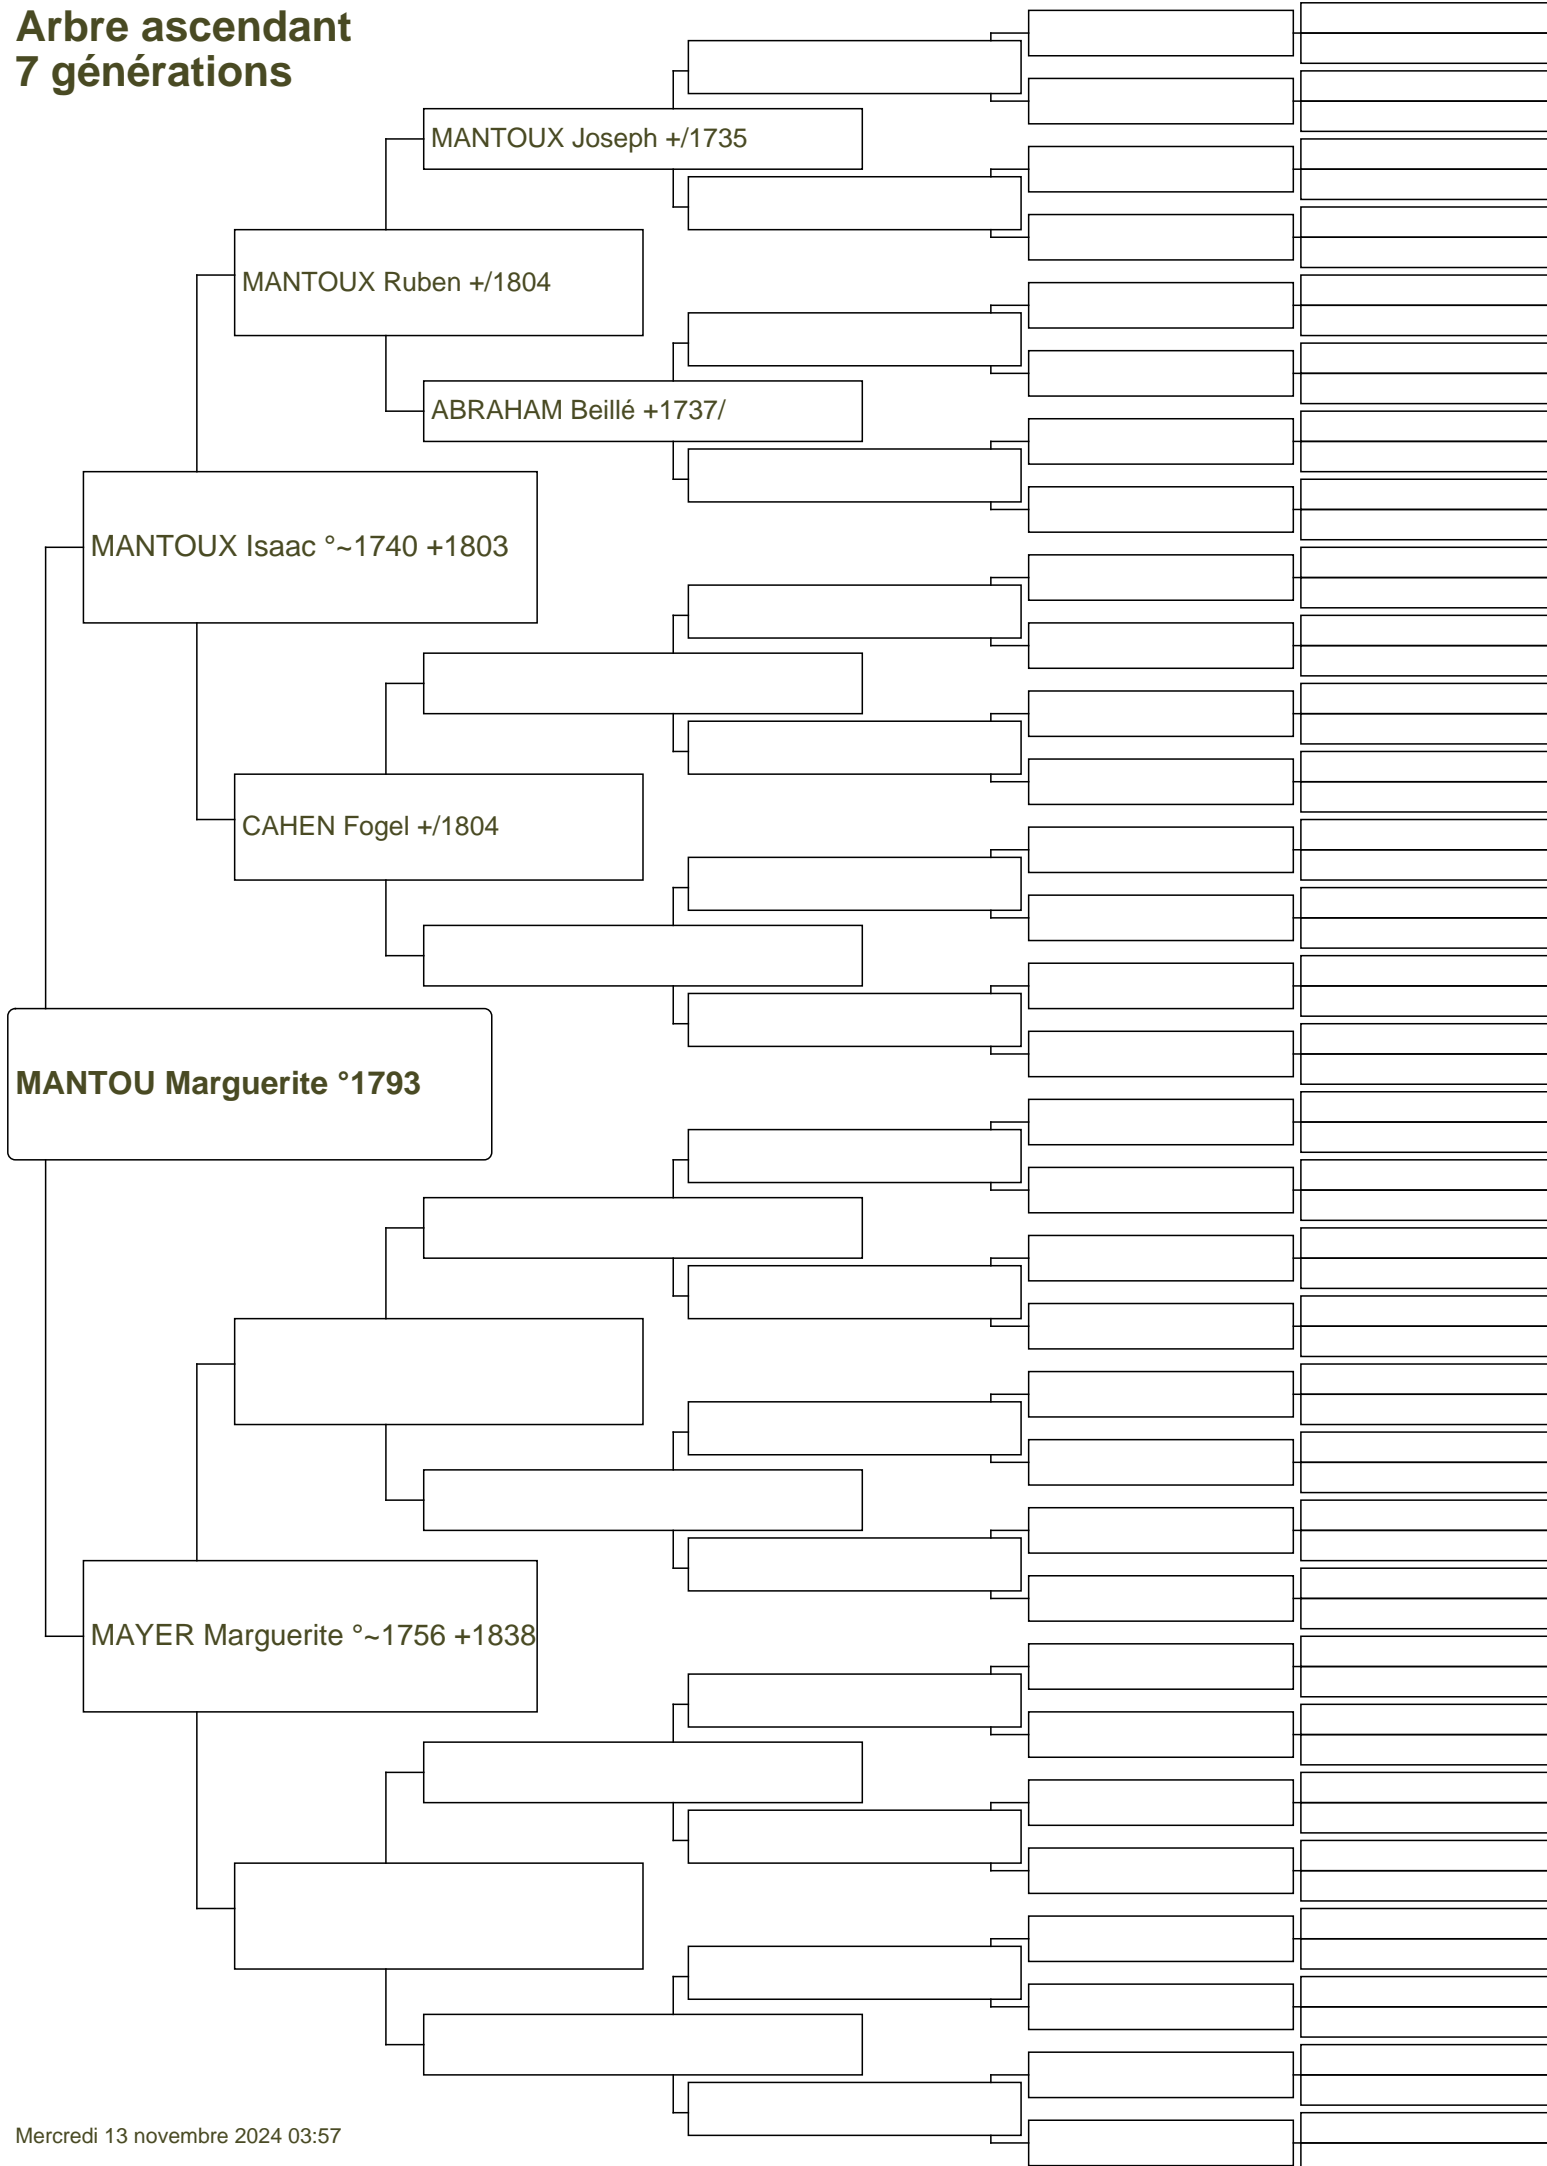 Arbre ascendant
7 générations
MANTOUX Joseph +/1735
MANTOUX Ruben +/1804
ABRAHAM Beillé +1737/
MANTOUX Isaac °~1740 +1803
CAHEN Fogel +/1804
MANTOU Marguerite °1793
MAYER Marguerite °~1756 +1838
Mercredi 13 novembre 2024 03:57